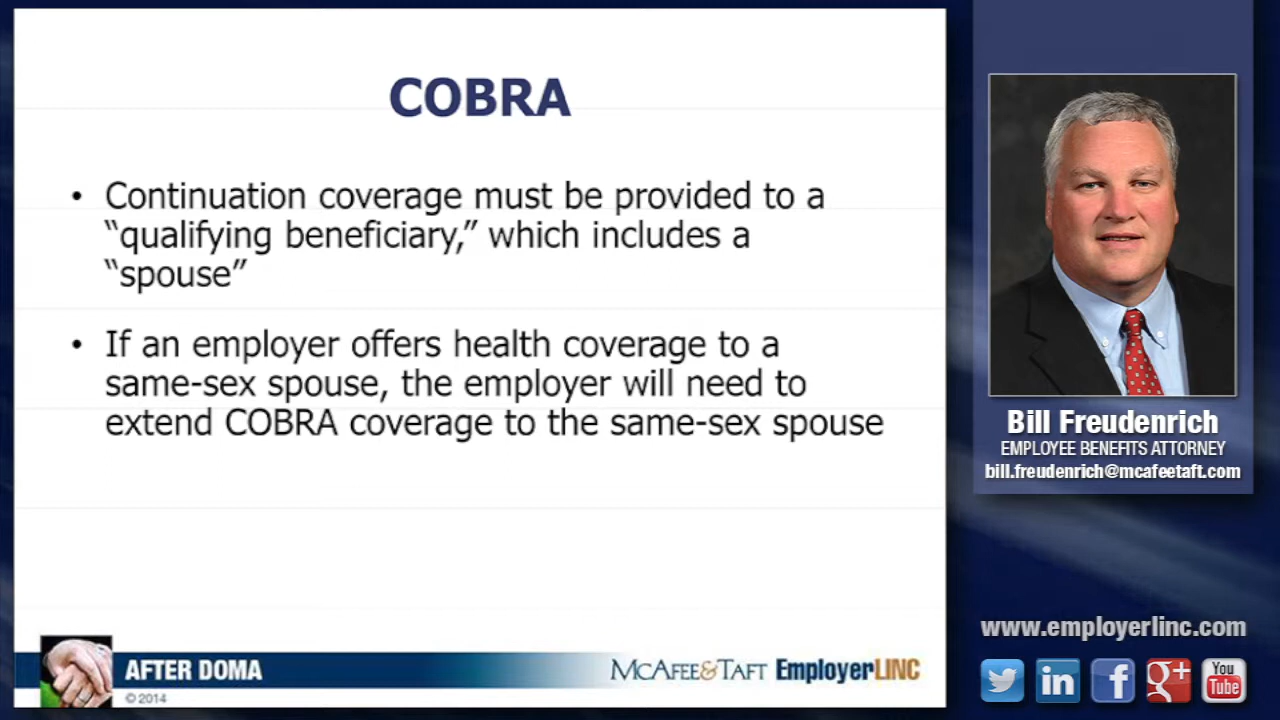 COBRA
• Continuation coverage must be provided to a
“qualifying beneficiary,” which includes a
“spouse”
• If an employer offers health coverage to a
same-sex spouse, the employer will need to
extend COBRA coverage to the same-sex spouse
AFTER DOMA
© 2014
MCAFEE&TAFT EmployerLINC
Bill Freudenrich
EMPLOYEE BENEFITS ATTORNEY
bill.freudenrich@mcafeetaft.com
www.employerlinc.com
in
f
g+
You
Tube